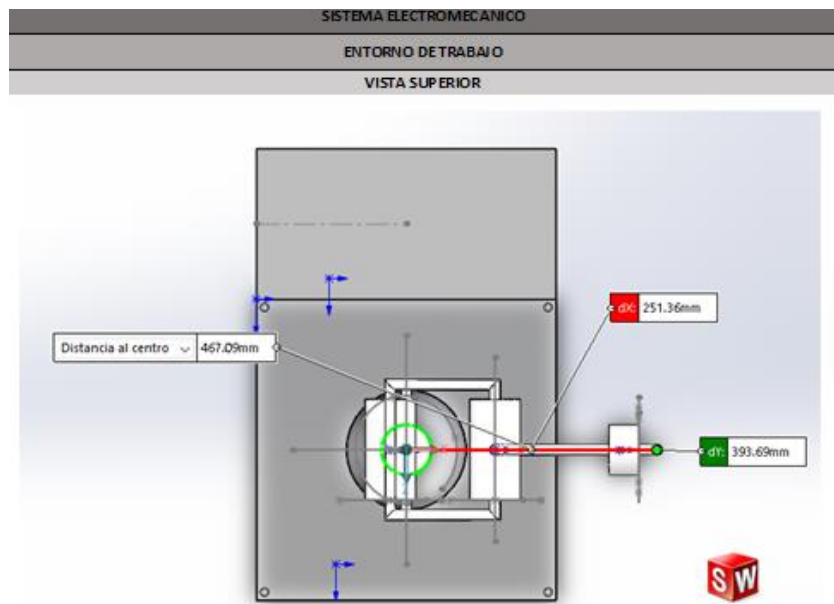 SISTEMA ELECTROMECANICO
ENTORNO DE TRABAJO
VISTA SUPERIOR
dX: 251.36mm
Distancia al centro 467.09mm
dY: 393.69mm
SW